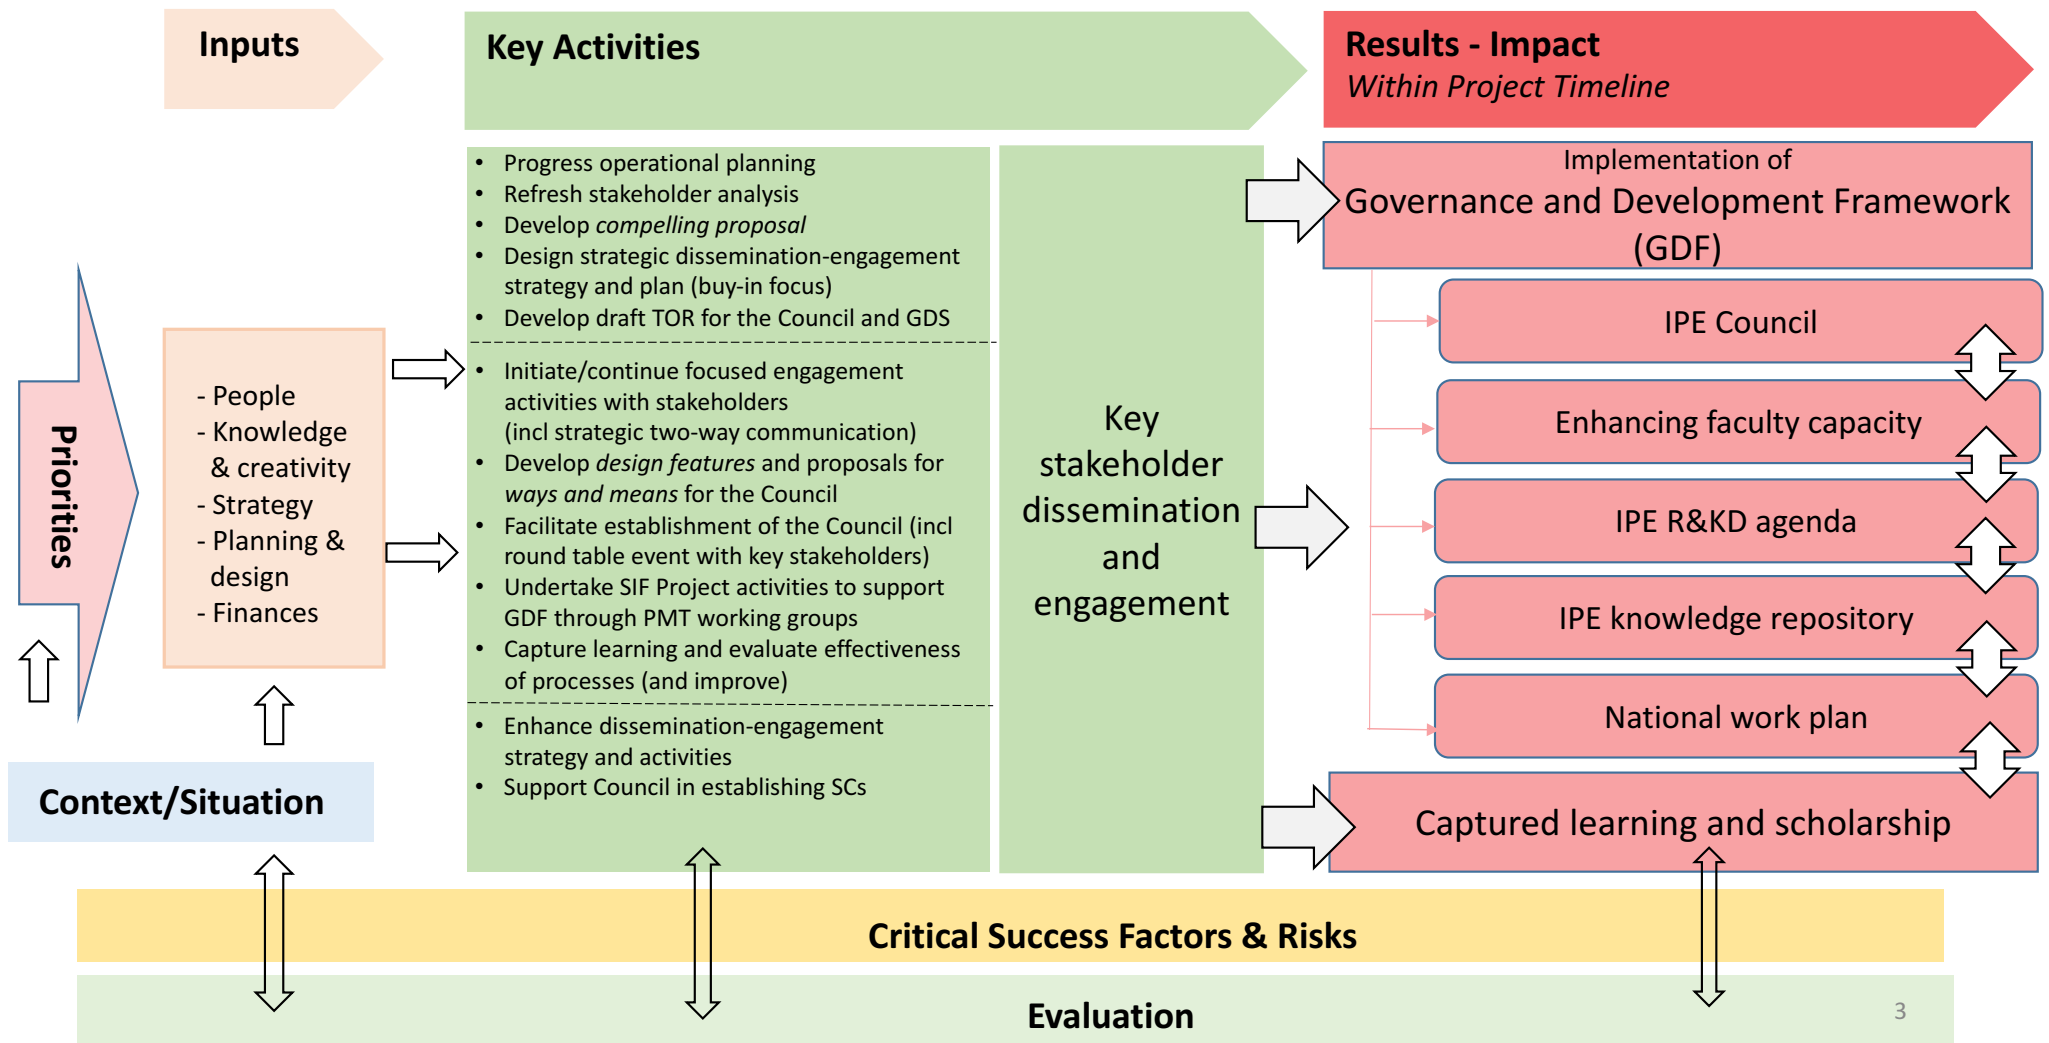 Inputs
Key Activities
Results - Impact
Within Project Timeline
Priorities
- People
- Knowledge
& creativity
- Strategy
- Planning &
design
- Finances
Context/Situation
• Progress operational planning
• Refresh stakeholder analysis
• Develop compelling proposal
• Design strategic dissemination-engagement
strategy and plan (buy-in focus)
• Develop draft TOR for the Council and GDS
• Initiate/continue focused engagement
activities with stakeholders
(incl strategic two-way communication)
• Develop design features and proposals for
ways and means for the Council
• Facilitate establishment of the Council (incl
round table event with key stakeholders)
• Undertake SIF Project activities to support
GDF through PMT working groups
• Capture learning and evaluate effectiveness
of processes (and improve)
• Enhance dissemination-engagement
strategy and activities
• Support Council in establishing SCs
Key
stakeholder
dissemination
and
engagement
Implementation of
Governance and Development Framework
(GDF)
IPE Council
Enhancing faculty capacity
IPE R&KD agenda
IPE knowledge repository
National work plan
Captured learning and scholarship
Critical Success Factors & Risks
Evaluation
3